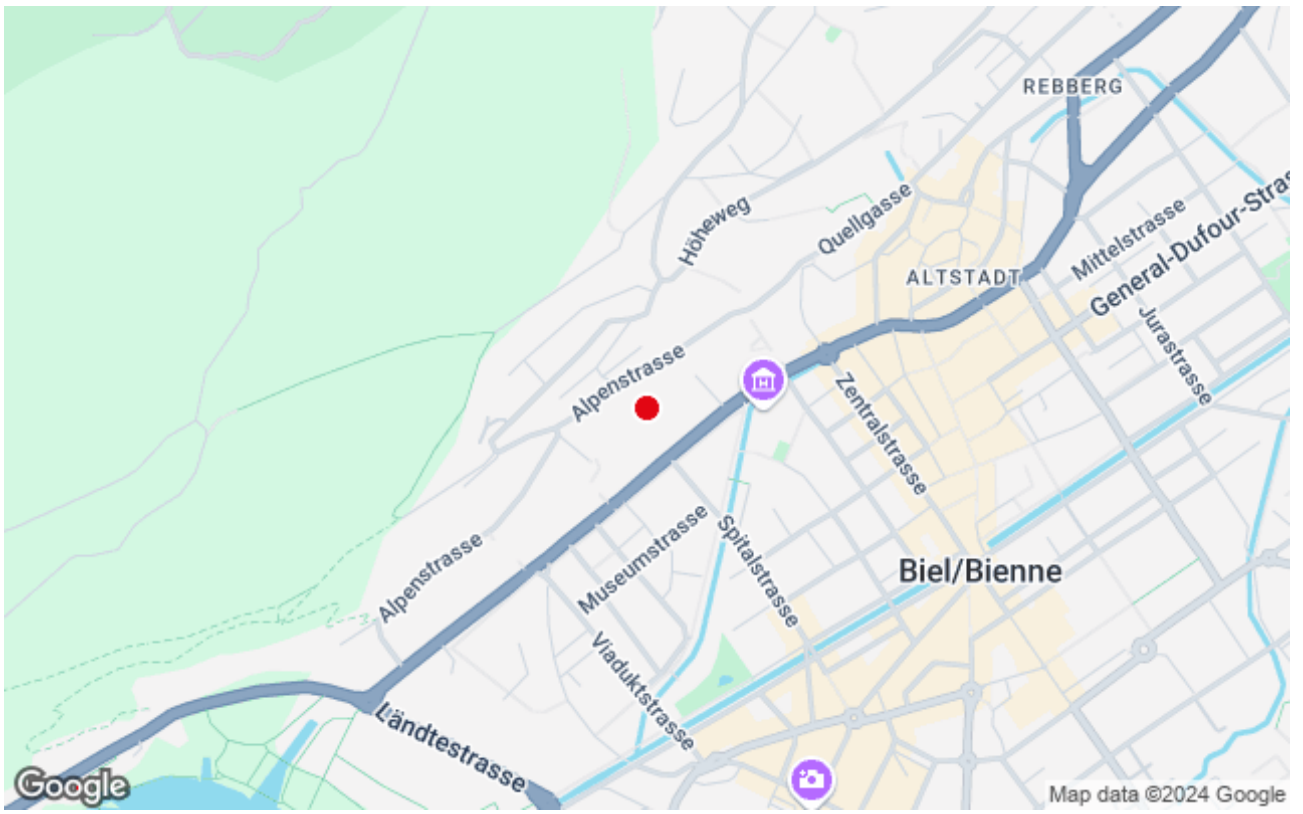 REBBERG
Höheweg
Quellgasse
Mittelstrasse
General-Dufour-Stras
ALTSTADT
Jurastrasse
Alpenstrasse
H
Zentralstrasse
Spitalstrasse
Museumstrasse
Alpenstrasse
Biel/Bienne
Viaduktstrasse
Ländtestrasse
Google
Map data ©2024 Google